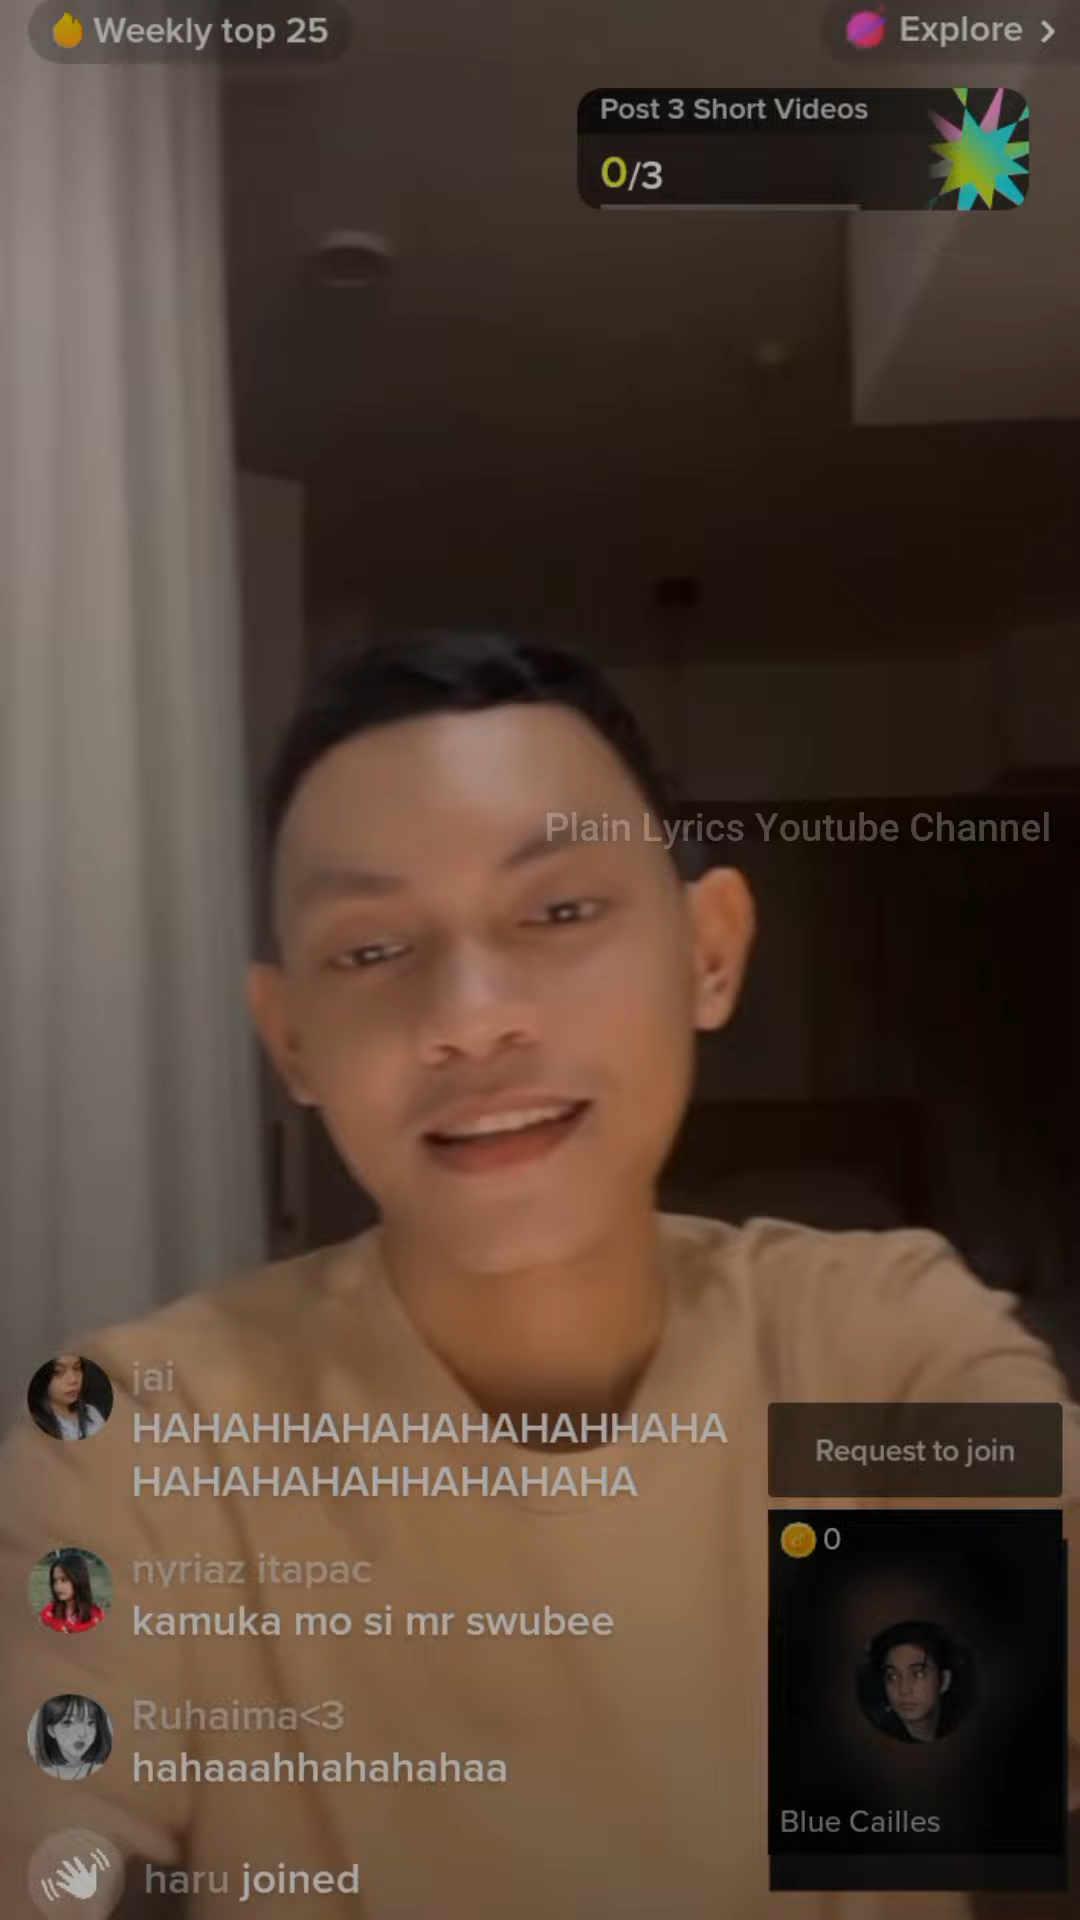 Weekly top 25
Explore >
Post 3 Short Videos
0/3
Plain Lyrics Youtube Channel
jai
HAHAHHAHAHAHAHAHHAHA
HAHAHAHAHHAHAHAHA
Request to join
0
nyriaz itapac
kamuka mo si mr swubee
Ruhaima<3
hahaaahhahahahaa
Blue Cailles
haru joined